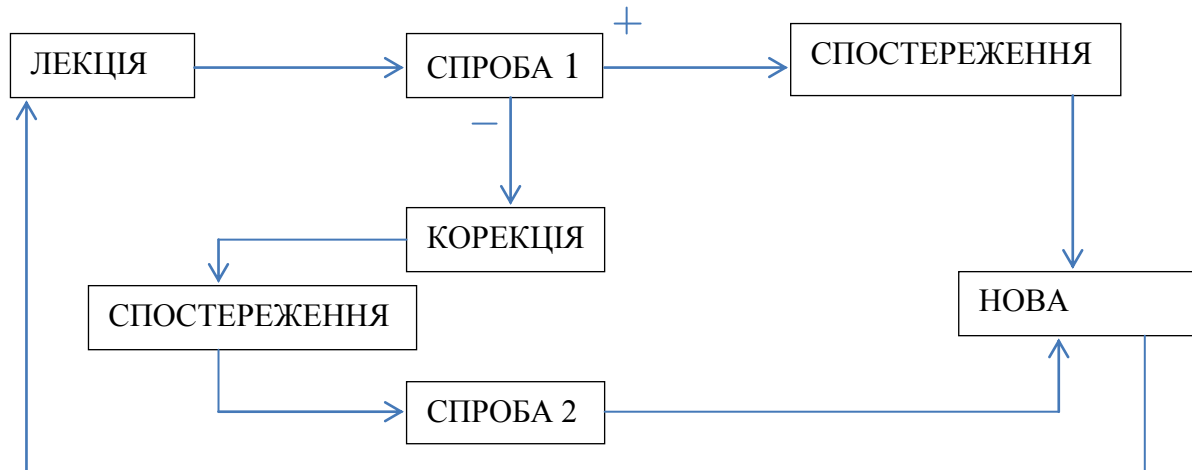 +
ЛЕКЦІЯ
СПРОБА 1
СПОСТЕРЕЖЕННЯ
–
КОРЕКЦІЯ
СПОСТЕРЕЖЕННЯ
НОВА
СПРОБА 2